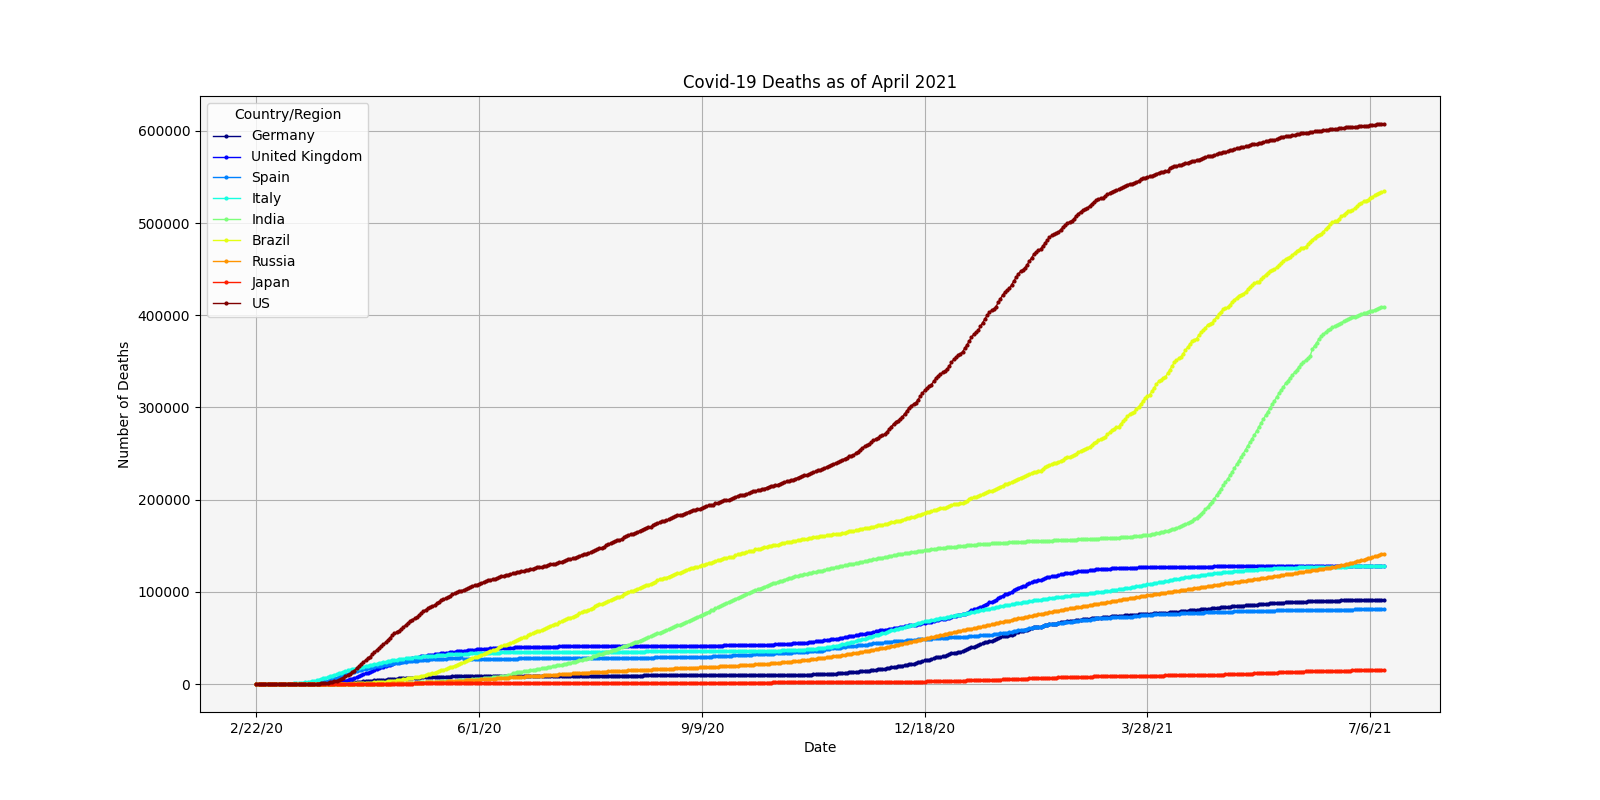 Covid-19 Deaths as of April 2021
Country/Region
Germany
United Kingdom
Spain
Italy
India
Brazil
Russia
Japan
US
600000
500000
400000
300000
200000
100000
0
Number of Deaths
2/22/20 6/1/20 9/9/20 12/18/20 3/28/21 7/6/21
Date